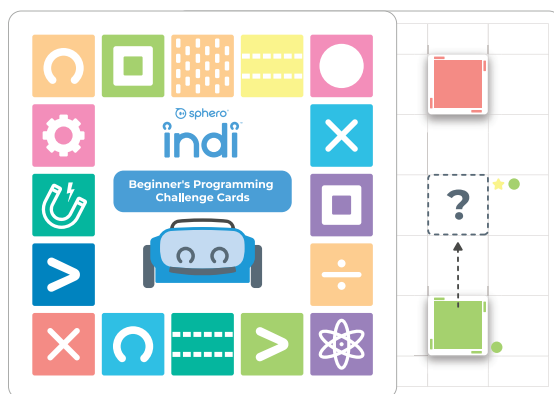 sphero
indi
Beginner's Programming
Challenge Cards
?